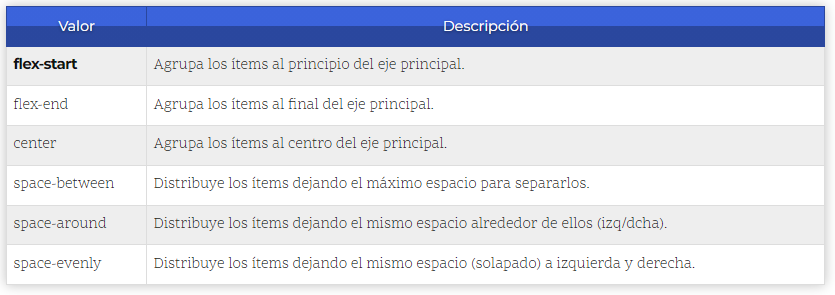 Valor Descripción
flex-start Agrupa los ítems al principio del eje principal.
flex-end Agrupa los ítems al final del eje principal.
center Agrupa los ítems al centro del eje principal.
space-between Distribuye los ítems dejando el máximo espacio para separarlos.
space-around Distribuye los ítems dejando el mismo espacio alrededor de ellos (izq/dcha).
space-evenly Distribuye los ítems dejando el mismo espacio (solapado) a izquierda y derecha.